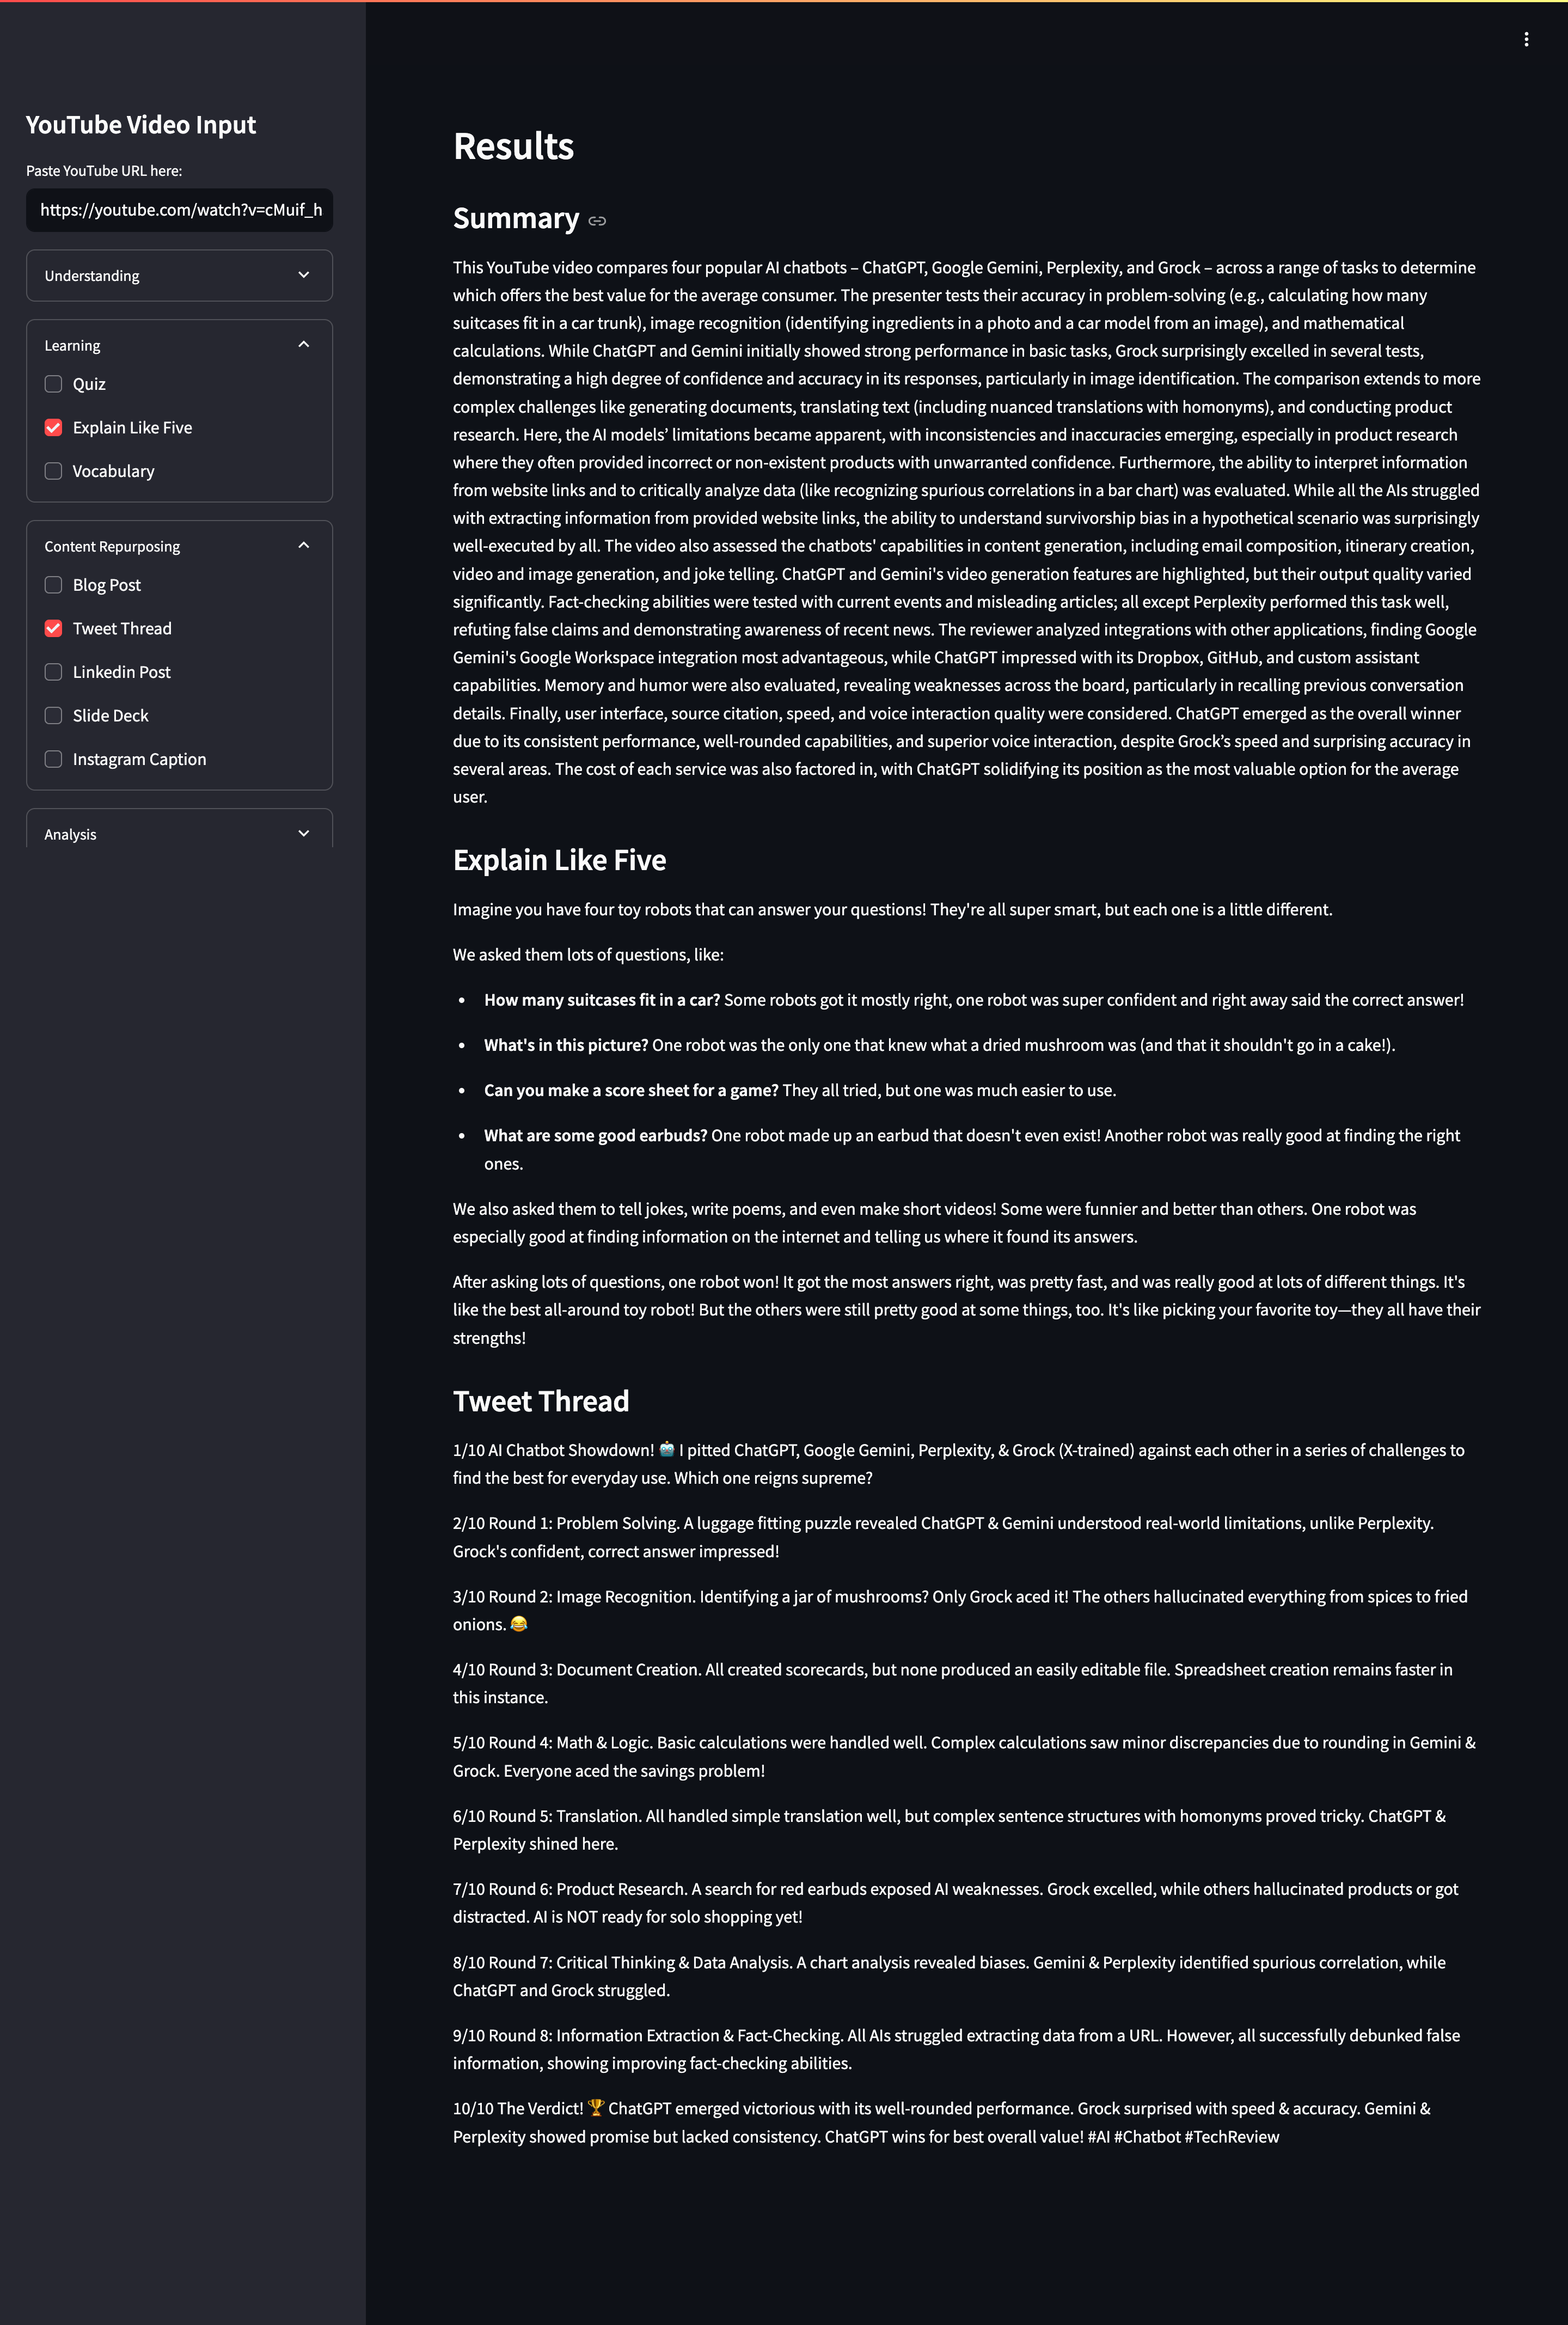 YouTube Video Input
Paste YouTube URL here:
https://youtube.com/watch?v=cMuif_h
Understanding
Learning
Quiz
Explain Like Five
Vocabulary
Content Repurposing
Blog Post
Tweet Thread
Linkedin Post
Slide Deck
Instagram Caption
Analysis
Results
Summary
This YouTube video compares four popular AI chatbots – ChatGPT, Google Gemini, Perplexity, and Grock – across a range of tasks to determine
which offers the best value for the average consumer. The presenter tests their accuracy in problem-solving (e.g., calculating how many
suitcases fit in a car trunk), image recognition (identifying ingredients in a photo and a car model from an image), and mathematical
calculations. While ChatGPT and Gemini initially showed strong performance in basic tasks, Grock surprisingly excelled in several tests,
demonstrating a high degree of confidence and accuracy in its responses, particularly in image identification. The comparison extends to more
complex challenges like generating documents, translating text (including nuanced translations with homonyms), and conducting product
research. Here, the AI models’ limitations became apparent, with inconsistencies and inaccuracies emerging, especially in product research
where they often provided incorrect or non-existent products with unwarranted confidence. Furthermore, the ability to interpret information
from website links and to critically analyze data (like recognizing spurious correlations in a bar chart) was evaluated. While all the AIs struggled
with extracting information from provided website links, the ability to understand survivorship bias in a hypothetical scenario was surprisingly
well-executed by all. The video also assessed the chatbots' capabilities in content generation, including email composition, itinerary creation,
video and image generation, and joke telling. ChatGPT and Gemini's video generation features are highlighted, but their output quality varied
significantly. Fact-checking abilities were tested with current events and misleading articles; all except Perplexity performed this task well,
refuting false claims and demonstrating awareness of recent news. The reviewer analyzed integrations with other applications, finding Google
Gemini's Google Workspace integration most advantageous, while ChatGPT impressed with its Dropbox, GitHub, and custom assistant
capabilities. Memory and humor were also evaluated, revealing weaknesses across the board, particularly in recalling previous conversation
details. Finally, user interface, source citation, speed, and voice interaction quality were considered. ChatGPT emerged as the overall winner
due to its consistent performance, well-rounded capabilities, and superior voice interaction, despite Grock’s speed and surprising accuracy in
several areas. The cost of each service was also factored in, with ChatGPT solidifying its position as the most valuable option for the average
user.
Explain Like Five
Imagine you have four toy robots that can answer your questions! They're all super smart, but each one is a little different.
We asked them lots of questions, like:
• How many suitcases fit in a car? Some robots got it mostly right, one robot was super confident and right away said the correct answer!
• What's in this picture? One robot was the only one that knew what a dried mushroom was (and that it shouldn't go in a cake!).
• Can you make a score sheet for a game? They all tried, but one was much easier to use.
• What are some good earbuds? One robot made up an earbud that doesn't even exist! Another robot was really good at finding the right
ones.
We also asked them to tell jokes, write poems, and even make short videos! Some were funnier and better than others. One robot was
especially good at finding information on the internet and telling us where it found its answers.
After asking lots of questions, one robot won! It got the most answers right, was pretty fast, and was really good at lots of different things. It's
like the best all-around toy robot! But the others were still pretty good at some things, too. It's like picking your favorite toy—they all have their
strengths!
Tweet Thread
1/10 AI Chatbot Showdown! 🤖 I pitted ChatGPT, Google Gemini, Perplexity, & Grock (X-trained) against each other in a series of challenges to
find the best for everyday use. Which one reigns supreme?
2/10 Round 1: Problem Solving. A luggage fitting puzzle revealed ChatGPT & Gemini understood real-world limitations, unlike Perplexity.
Grock's confident, correct answer impressed!
3/10 Round 2: Image Recognition. Identifying a jar of mushrooms? Only Grock aced it! The others hallucinated everything from spices to fried
onions. 😂
4/10 Round 3: Document Creation. All created scorecards, but none produced an easily editable file. Spreadsheet creation remains faster in
this instance.
5/10 Round 4: Math & Logic. Basic calculations were handled well. Complex calculations saw minor discrepancies due to rounding in Gemini &
Grock. Everyone aced the savings problem!
6/10 Round 5: Translation. All handled simple translation well, but complex sentence structures with homonyms proved tricky. ChatGPT &
Perplexity shined here.
7/10 Round 6: Product Research. A search for red earbuds exposed AI weaknesses. Grock excelled, while others hallucinated products or got
distracted. AI is NOT ready for solo shopping yet!
8/10 Round 7: Critical Thinking & Data Analysis. A chart analysis revealed biases. Gemini & Perplexity identified spurious correlation, while
ChatGPT and Grock struggled.
9/10 Round 8: Information Extraction & Fact-Checking. All AIs struggled extracting data from a URL. However, all successfully debunked false
information, showing improving fact-checking abilities.
10/10 The Verdict! 🏆 ChatGPT emerged victorious with its well-rounded performance. Grock surprised with speed & accuracy. Gemini &
Perplexity showed promise but lacked consistency. ChatGPT wins for best overall value! #AI #Chatbot #TechReview